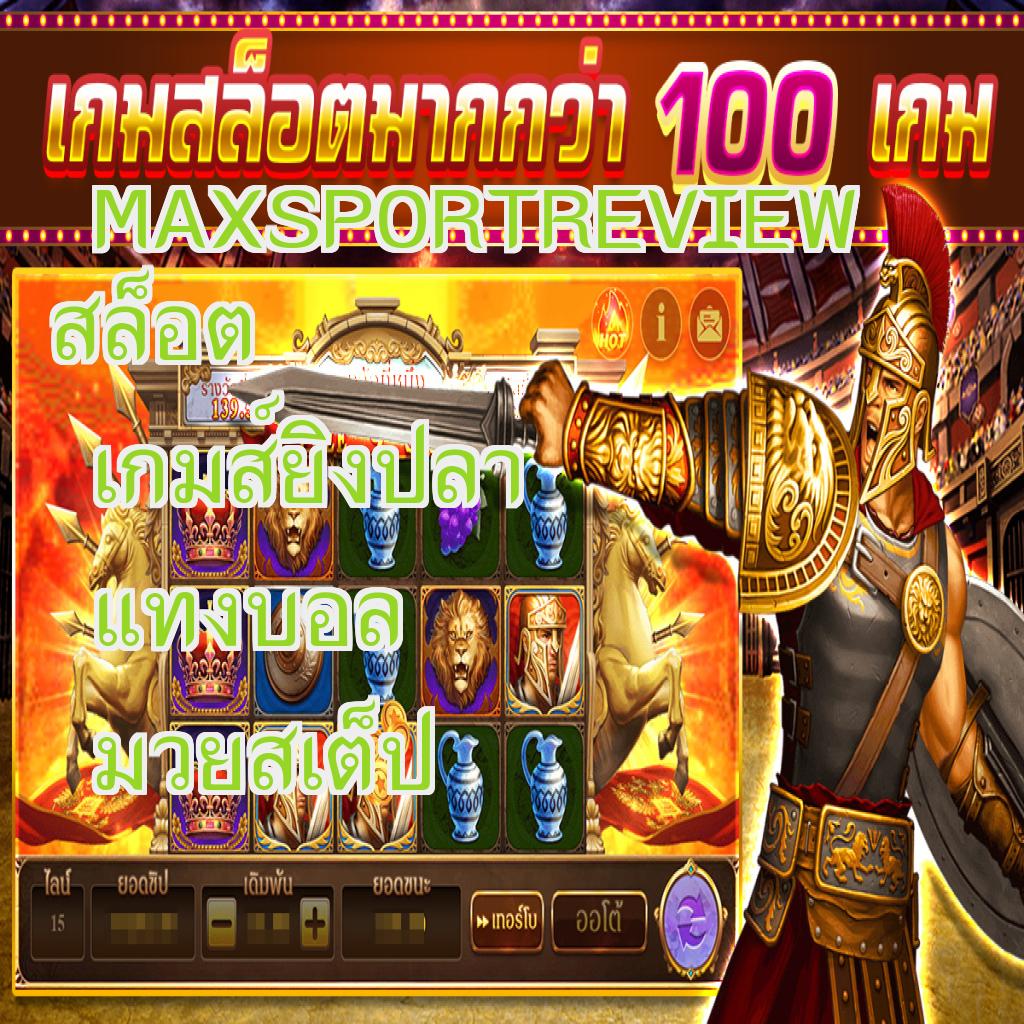 เกมสล็อตมากกว่า 100 เกม
MAXSPORTREVIEW
สล็อต
HOT
139.
เกมส์ยิงปลา
แทงบอล
มวยสเต็ป
ไลน์ ยอดชิป เดิมพัน ยอดชนะ
15 เทอร์โบ ออโต้